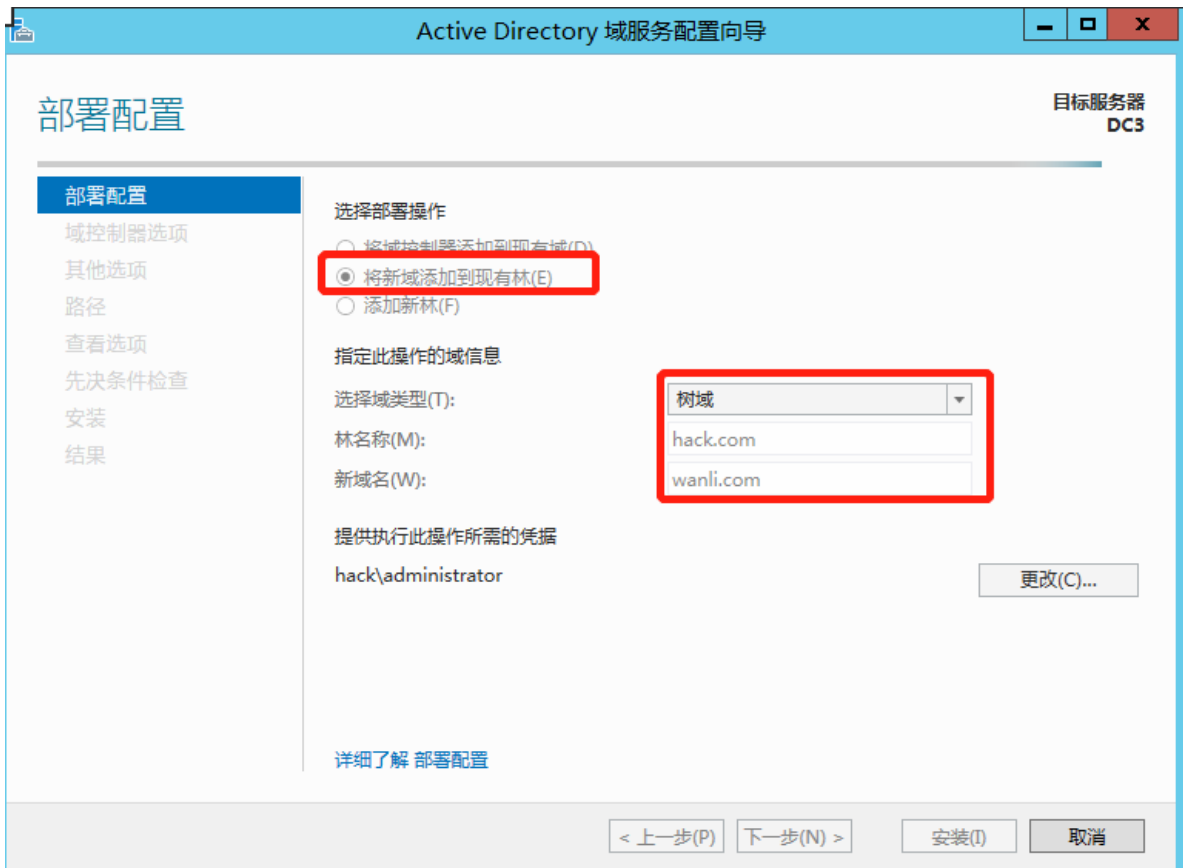 Active Directory 域服务配置向导
部署配置
目标服务器
DC3
部署配置
域控制器选项
其他选项
路径
查看选项
先决条件检查
安装
结果
选择部署操作
将域控制器添加到现有域(D)
将新域添加到现有林(E)
添加新林(F)
指定此操作的域信息
选择域类型(T):
树域
林名称(M):
hack.com
新域名(W):
wanli.com
提供执行此操作所需的凭据
hack\administrator
更改(C)...
详细了解 部署配置
< 上一步(P)
下一步(N) >
安装(I)
取消